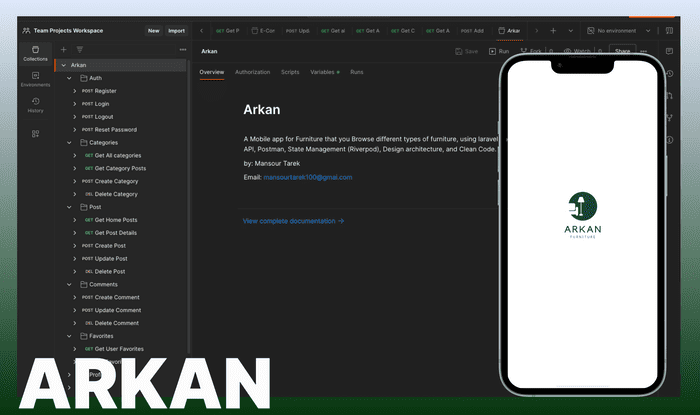 Team Projects Workspace
New
Import
GET Get P
E-Cor
POST Upd
GET Get w
GET Get A
GET Get C
GET Get A
POST Add
Arkan
No environment
Collections
Environments
History
Arkan
Auth
POST Register
POST Login
POST Logout
POST Reset Password
Categories
GET Get All categories
GET Get Category Posts
POST Create Category
DEL Delete Category
Post
GET Get Home Posts
GET Get Post Details
POST Create Post
POST Update Post
DEL Delete Post
Comments
POST Create Comment
POST Update Comment
DEL Delete Comment
Favorites
GET Get User Favorites
Arkan
Save
Run
Fork
0
Watch
0
Share
Overview
Authorization
Scripts
Variables
Runs
Arkan
A Mobile app for Furniture that you Browse different types of furniture, using laravel
API, Postman, State Management (Riverpod), Design architecture, and Clean Code.
by: Mansour Tarek
Email: mansourtarek100@gmail.com
View complete documentation →
ARKAN
FURNITURE
ARKAN